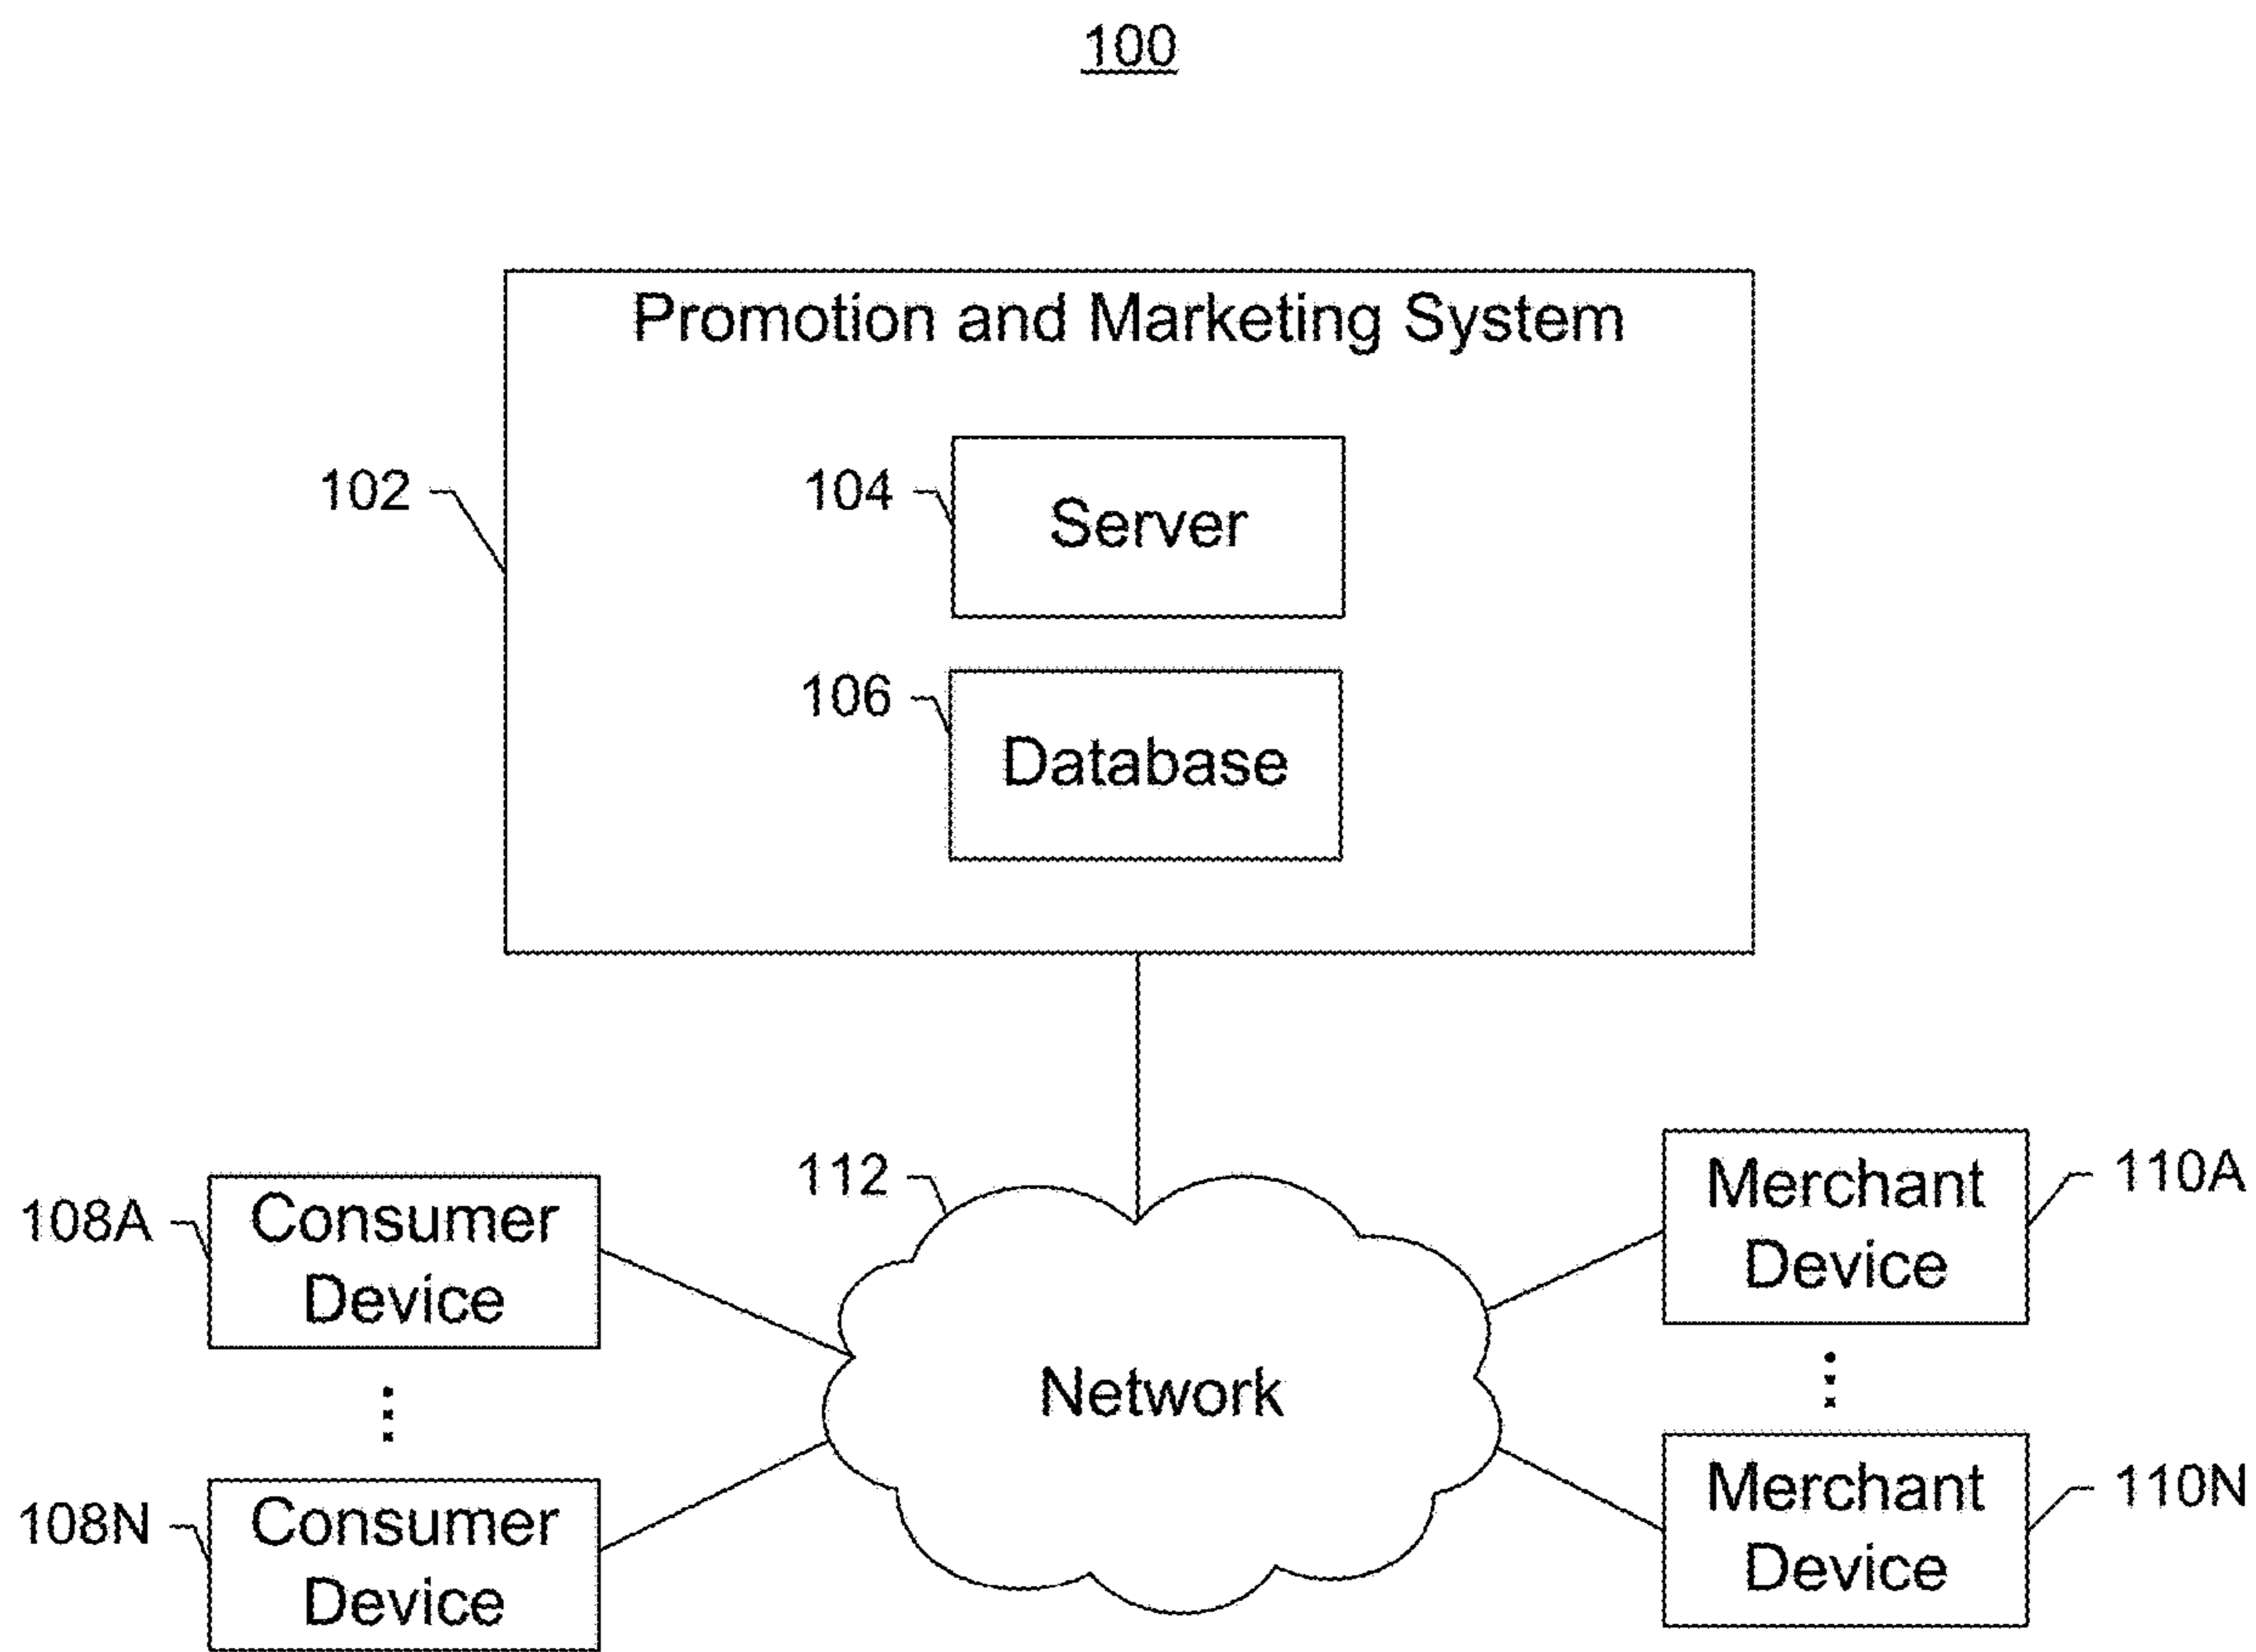 100
Promotion and Marketing System
102
104
Server
106
Database
112
108A
Consumer
Device
Network
Merchant
Device
110A
108N
Consumer
Device
Merchant
Device
110N